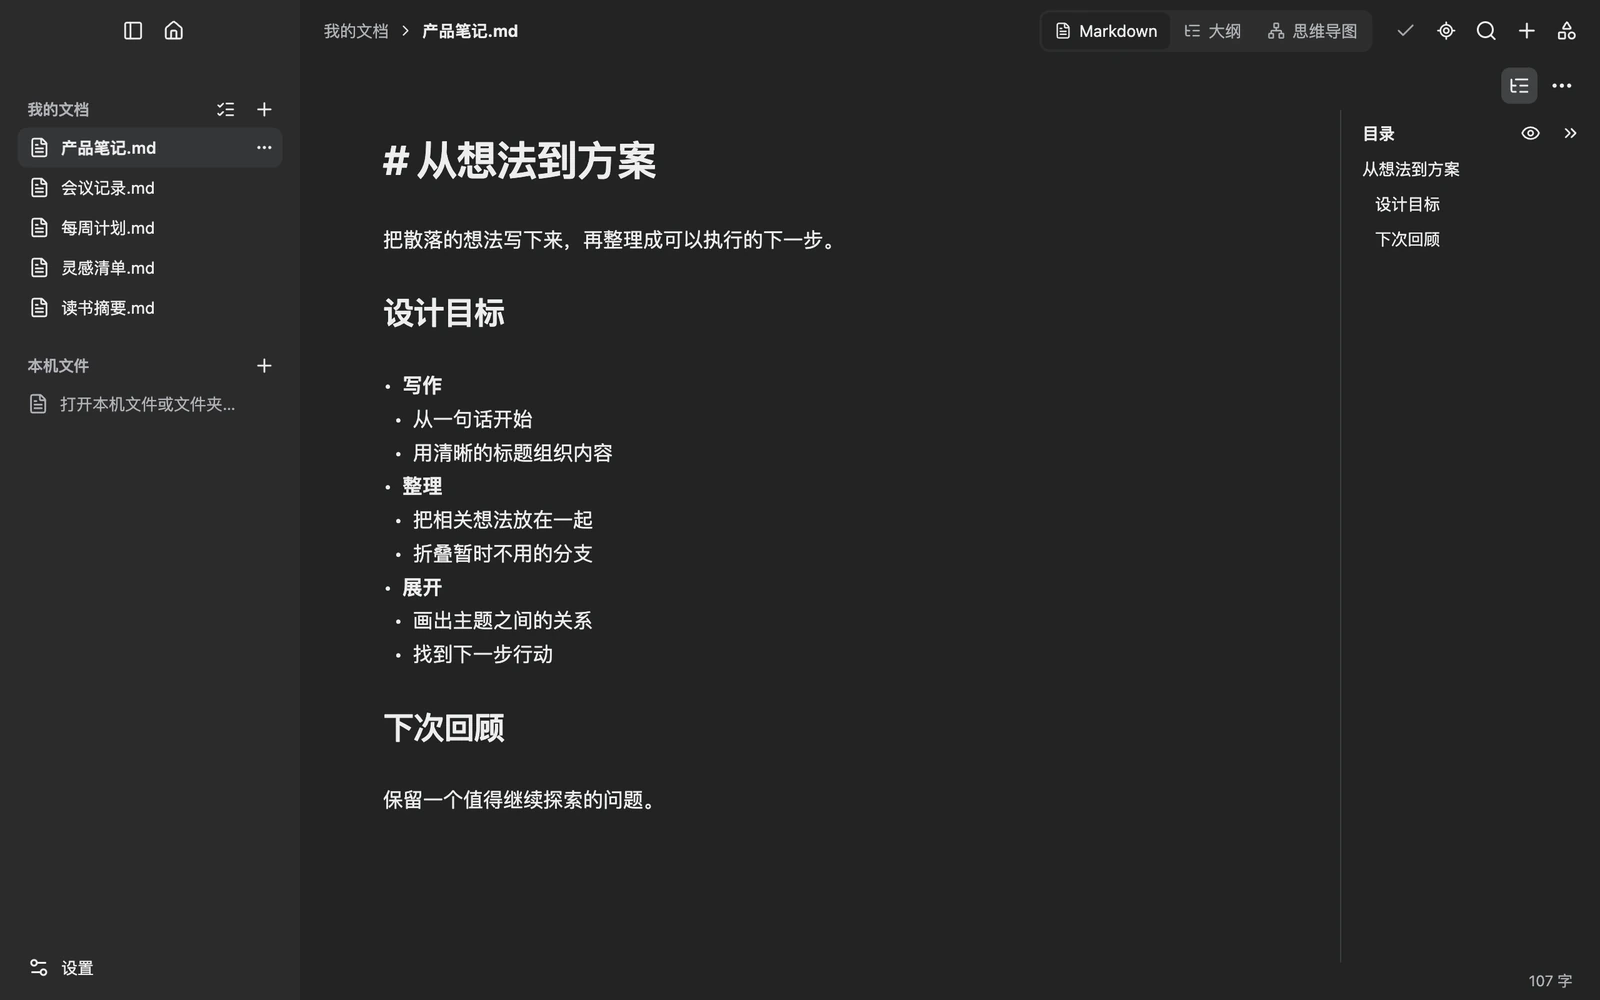 我的文档 > 产品笔记.md
Markdown
大纲
思维导图
我的文档
产品笔记.md
会议记录.md
每周计划.md
灵感清单.md
读书摘要.md
本机文件
打开本机文件或文件夹...
设置
# 从想法到方案
把散落的想法写下来，再整理成可以执行的下一步。
设计目标
• 写作
• 从一句话开始
• 用清晰的标题组织内容
• 整理
• 把相关想法放在一起
• 折叠暂时不用的分支
• 展开
• 画出主题之间的关系
• 找到下一步行动
下次回顾
保留一个值得继续探索的问题。
目录
从想法到方案
设计目标
下次回顾
107 字